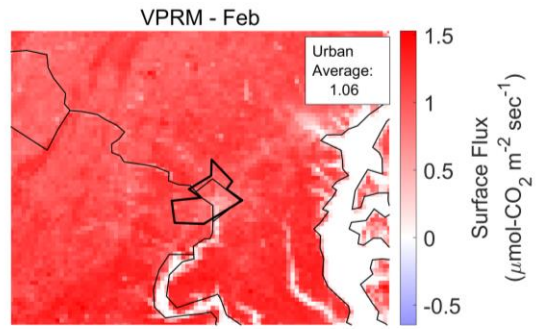 VPRM - Feb
Urban
Average:
1.06
1.5
1
0.5
0
-0.5
Surface Flux
(μmol-CO₂ m⁻² sec⁻¹)